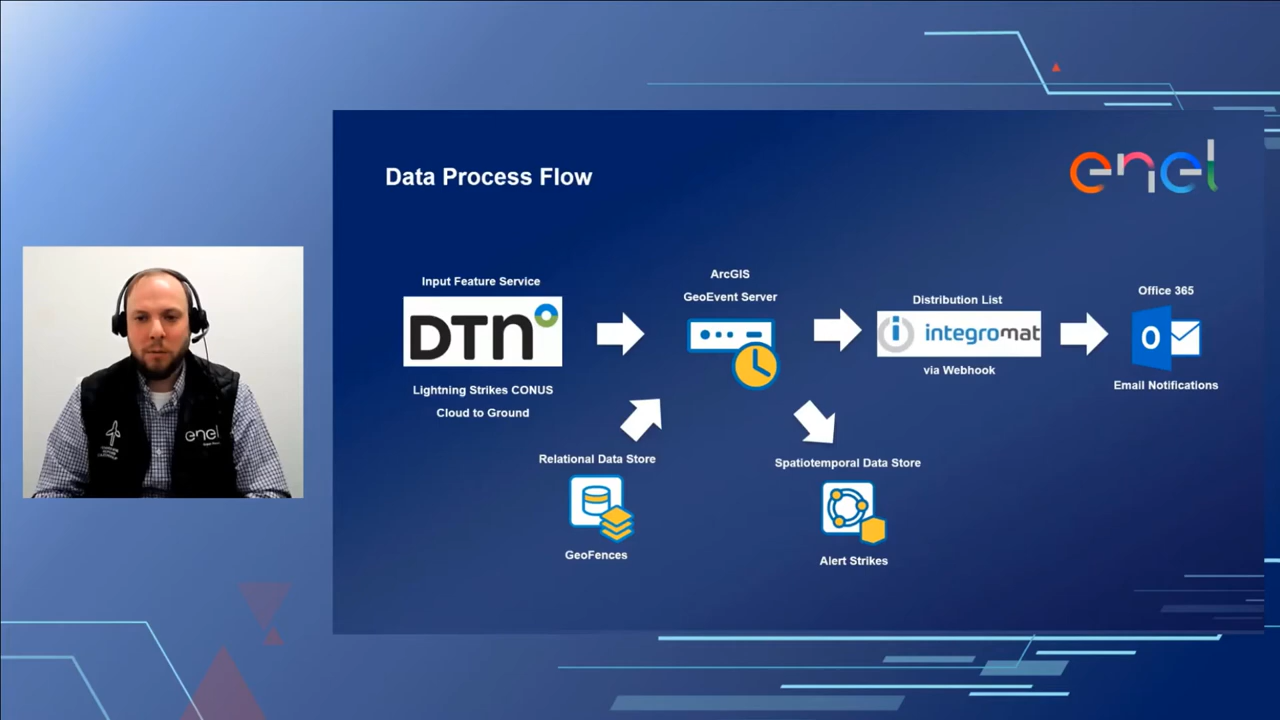 Data Process Flow
enel
Input Feature Service
DTN
Lightning Strikes CONUS
Cloud to Ground
ArcGIS
GeoEvent Server
Distribution List
integromat
via Webhook
Office 365
O
Email Notifications
Relational Data Store
GeoFences
Spatiotemporal Data Store
Alert Strikes
enel